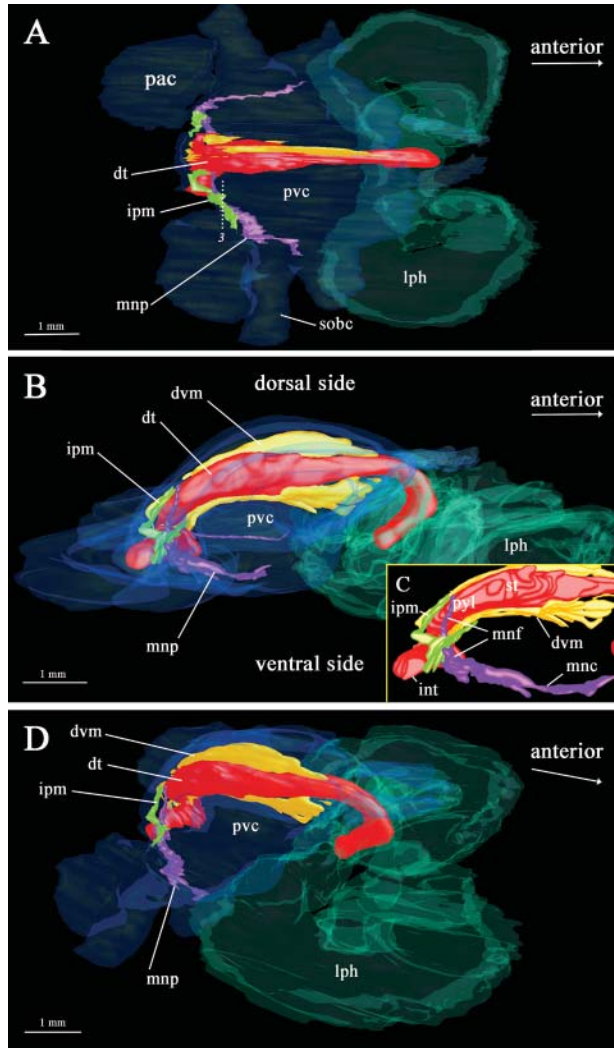 A
anterior
pac
dt
ipm
pvc
3
mnp
lph
sobc
1 mm
B
dorsal side
anterior
dvm
dt
ipm
pvc
lph
mnp
ventral side
1 mm
C
st
ipm
pyl
mnf
dvm
mnc
int
D
anterior
dvm
dt
ipm
pvc
mnp
lph
1 mm